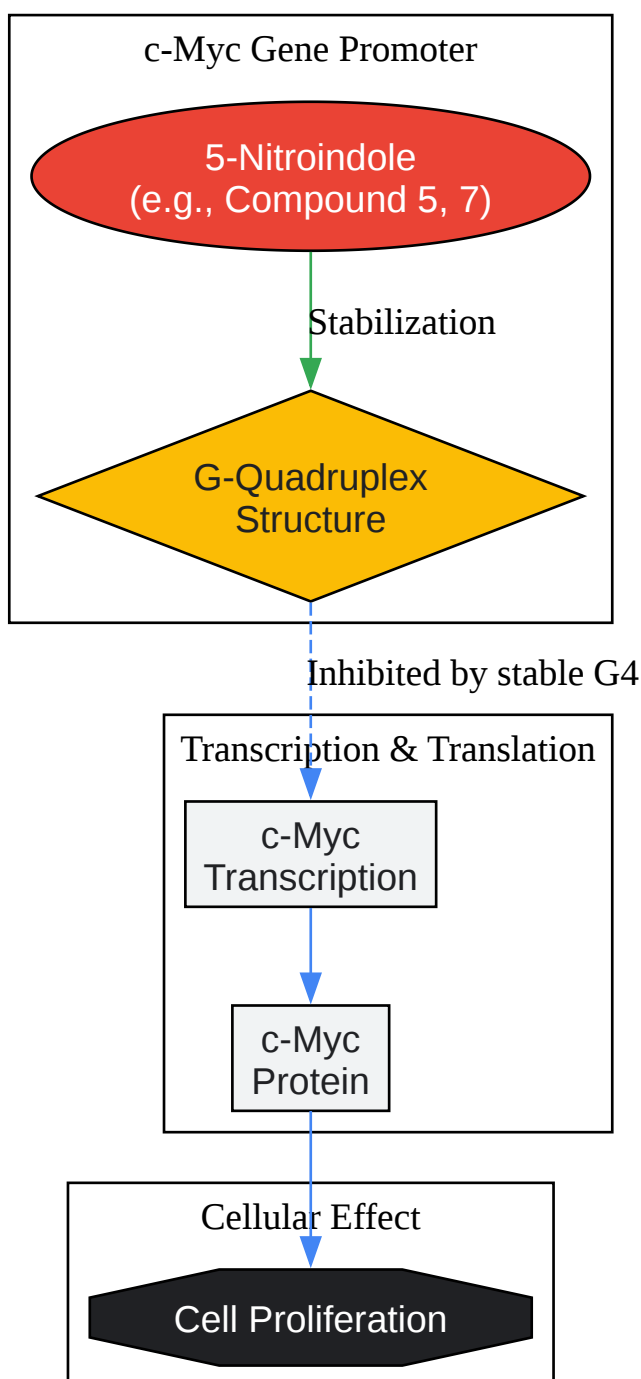 c-Myc Gene Promoter
5-Nitroindole
(e.g., Compound 5, 7)
Stabilization
G-Quadruplex
Structure
Inhibited by stable G4
Transcription & Translation
c-Myc
Transcription
c-Myc
Protein
Cellular Effect
Cell Proliferation